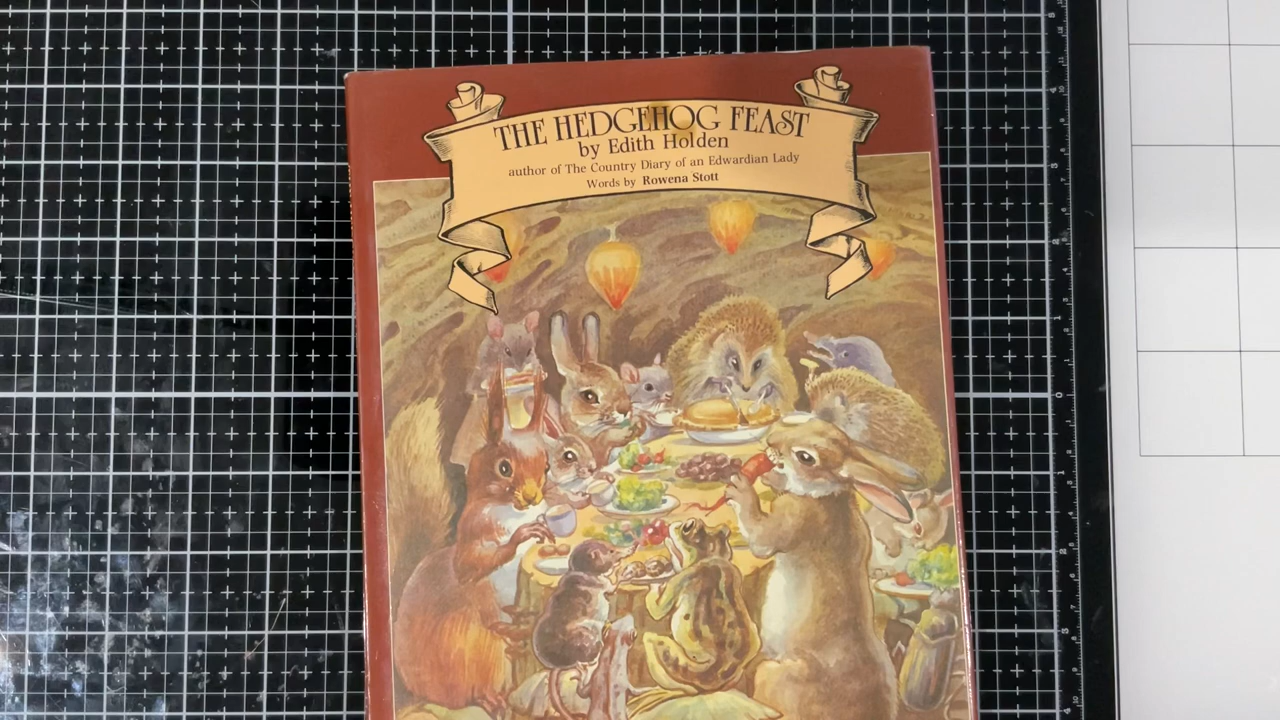 THE HEDGEHOG FEAST
by Edith Holden
author of The Country Diary of an Edwardian Lady
Words by Rowena Stott